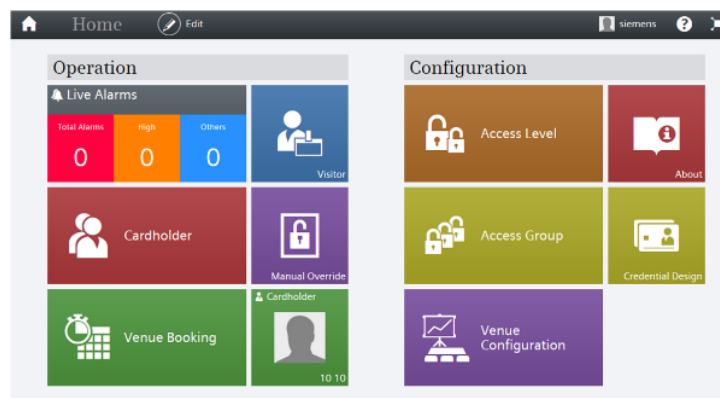 Home
Edit
siemens
?
Operation
Configuration
Live Alarms
Total Alarms
High
Others
0
0
0
Visitor
Access Level
About
Cardholder
Manual Override
Access Group
Credential Design
Venue Booking
Cardholder
10 10
Venue
Configuration